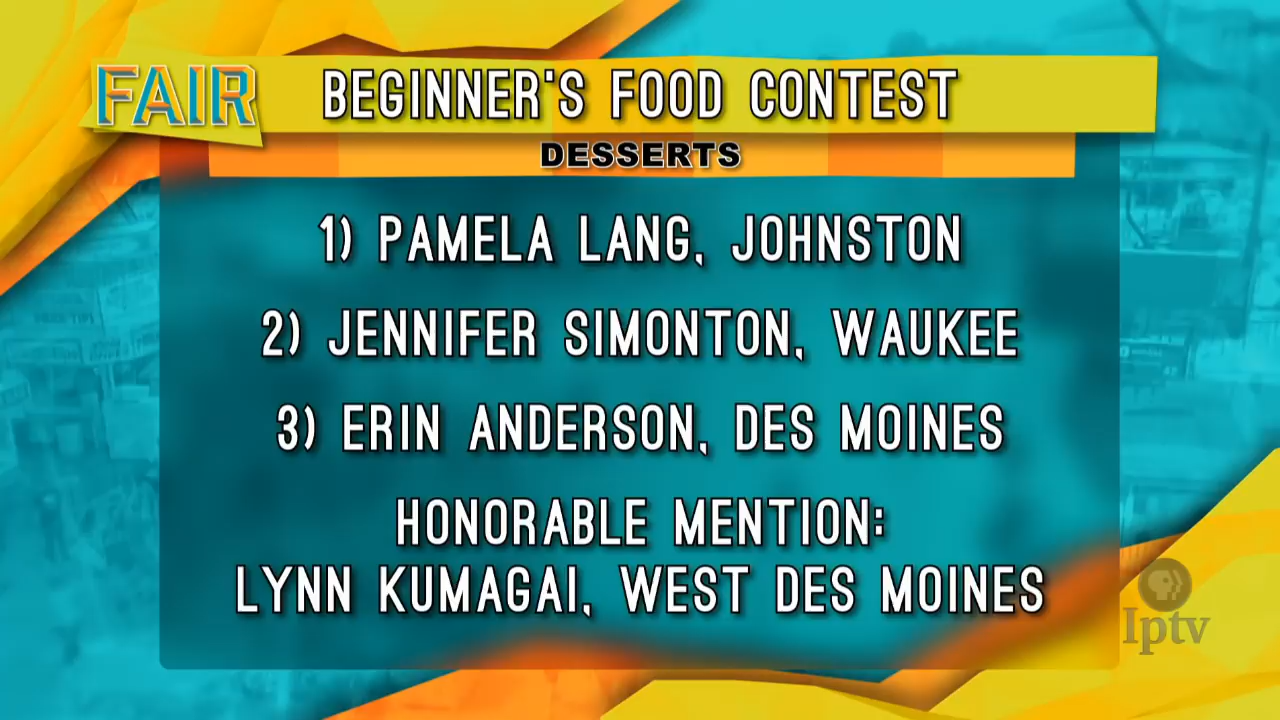 FAIR
BEGINNER'S FOOD CONTEST
DESSERTS
1) PAMELA LANG, JOHNSTON
2) JENNIFER SIMONTON, WAUKEE
3) ERIN ANDERSON, DES MOINES
HONORABLE MENTION:
LYNN KUMAGAI, WEST DES MOINES
Iptv